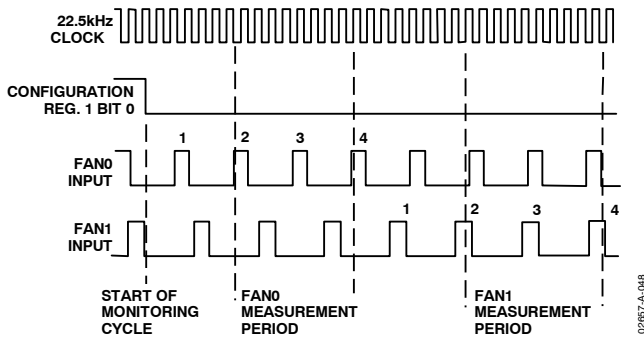 22.5kHz
CLOCK
CONFIGURATION
REG. 1 BIT 0
1 2 3 4
FAN0
INPUT
1 2 3 4
FAN1
INPUT
START OF
MONITORING
CYCLE
FAN0
MEASUREMENT
PERIOD
FAN1
MEASUREMENT
PERIOD
02657-A-048